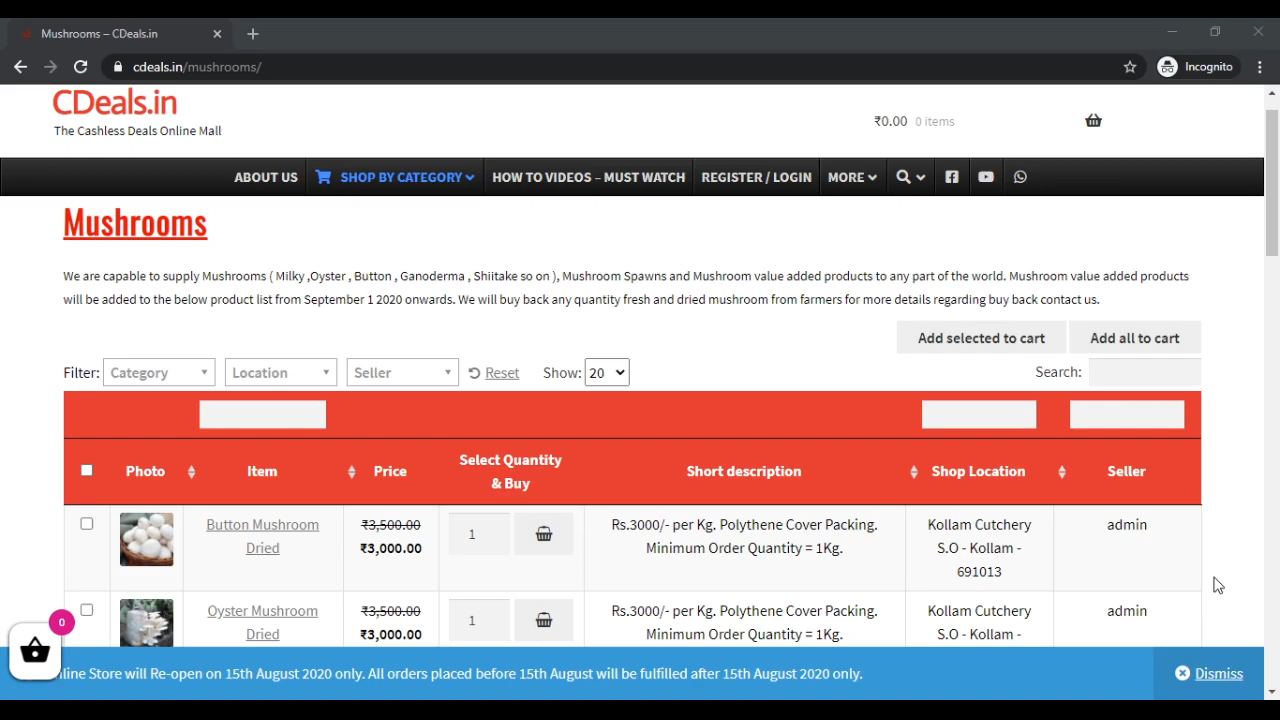 Mushrooms – CDeals.in
cdeals.in/mushrooms/
Incognito
CDeals.in
The Cashless Deals Online Mall
₹0.00 0 items
ABOUT US SHOP BY CATEGORY HOW TO VIDEOS – MUST WATCH REGISTER / LOGIN MORE
Mushrooms
We are capable to supply Mushrooms ( Milky ,Oyster , Button , Ganoderma , Shiitake so on ), Mushroom Spawns and Mushroom value added products to any part of the world. Mushroom value added products
will be added to the below product list from September 1 2020 onwards. We will buy back any quantity fresh and dried mushroom from farmers for more details regarding buy back contact us.
Add selected to cart Add all to cart
Filter: Category Location Seller Reset Show: 20 Search:
Photo Item Price Select Quantity & Buy Short description Shop Location Seller
Button Mushroom Dried
₹3,500.00
₹3,000.00
1
Rs.3000/- per Kg. Polythene Cover Packing.
Minimum Order Quantity = 1Kg.
Kollam Cutchery
S.O - Kollam -
691013
admin
Oyster Mushroom
Dried
₹3,500.00
₹3,000.00
1
Rs.3000/- per Kg. Polythene Cover Packing.
Minimum Order Quantity = 1Kg.
Kollam Cutchery
S.O - Kollam -
admin
0
Store will Re-open on 15th August 2020 only. All orders placed before 15th August will be fulfilled after 15th August 2020 only.
Dismiss